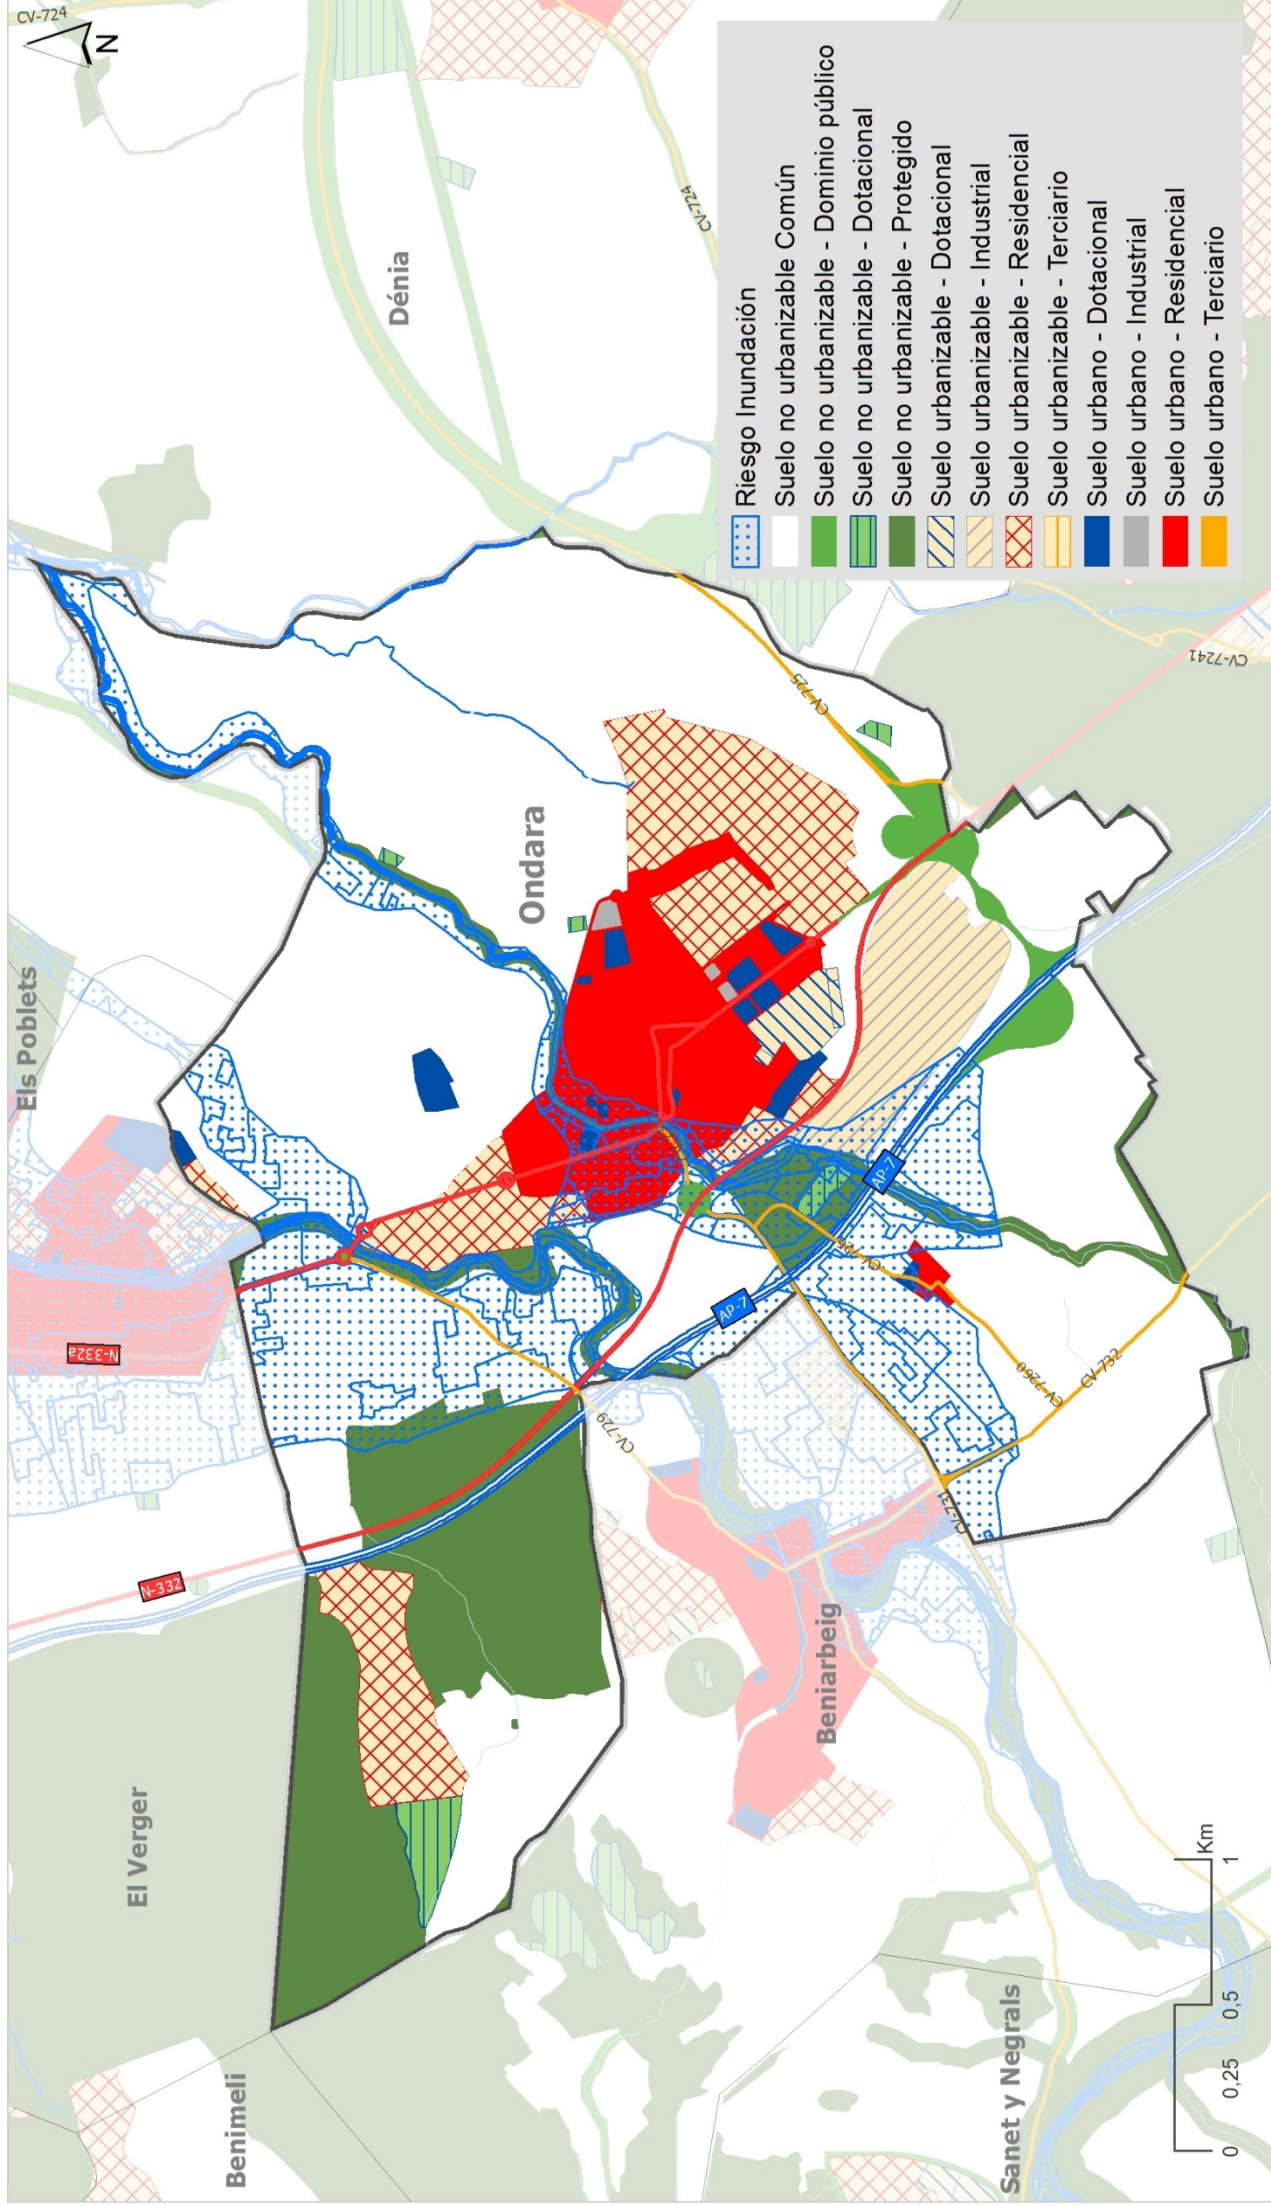 CV-724
N
Dénia
CV-724
Els Poblets
El Verger
N-332a
N-332
Ondara
CV-725
CV-7241
AP-7
AP-7
CV-729
CV-731
CV-7260
CV-732
Benimeli
Beniarbeig
Sanet y Negrals
Riesgo Inundación
Suelo no urbanizable Común
Suelo no urbanizable - Dominio público
Suelo no urbanizable - Dotacional
Suelo no urbanizable - Protegido
Suelo urbanizable - Dotacional
Suelo urbanizable - Industrial
Suelo urbanizable - Residencial
Suelo urbanizable - Terciario
Suelo urbano - Dotacional
Suelo urbano - Industrial
Suelo urbano - Residencial
Suelo urbano - Terciario
0 0,25 0,5 1
Km